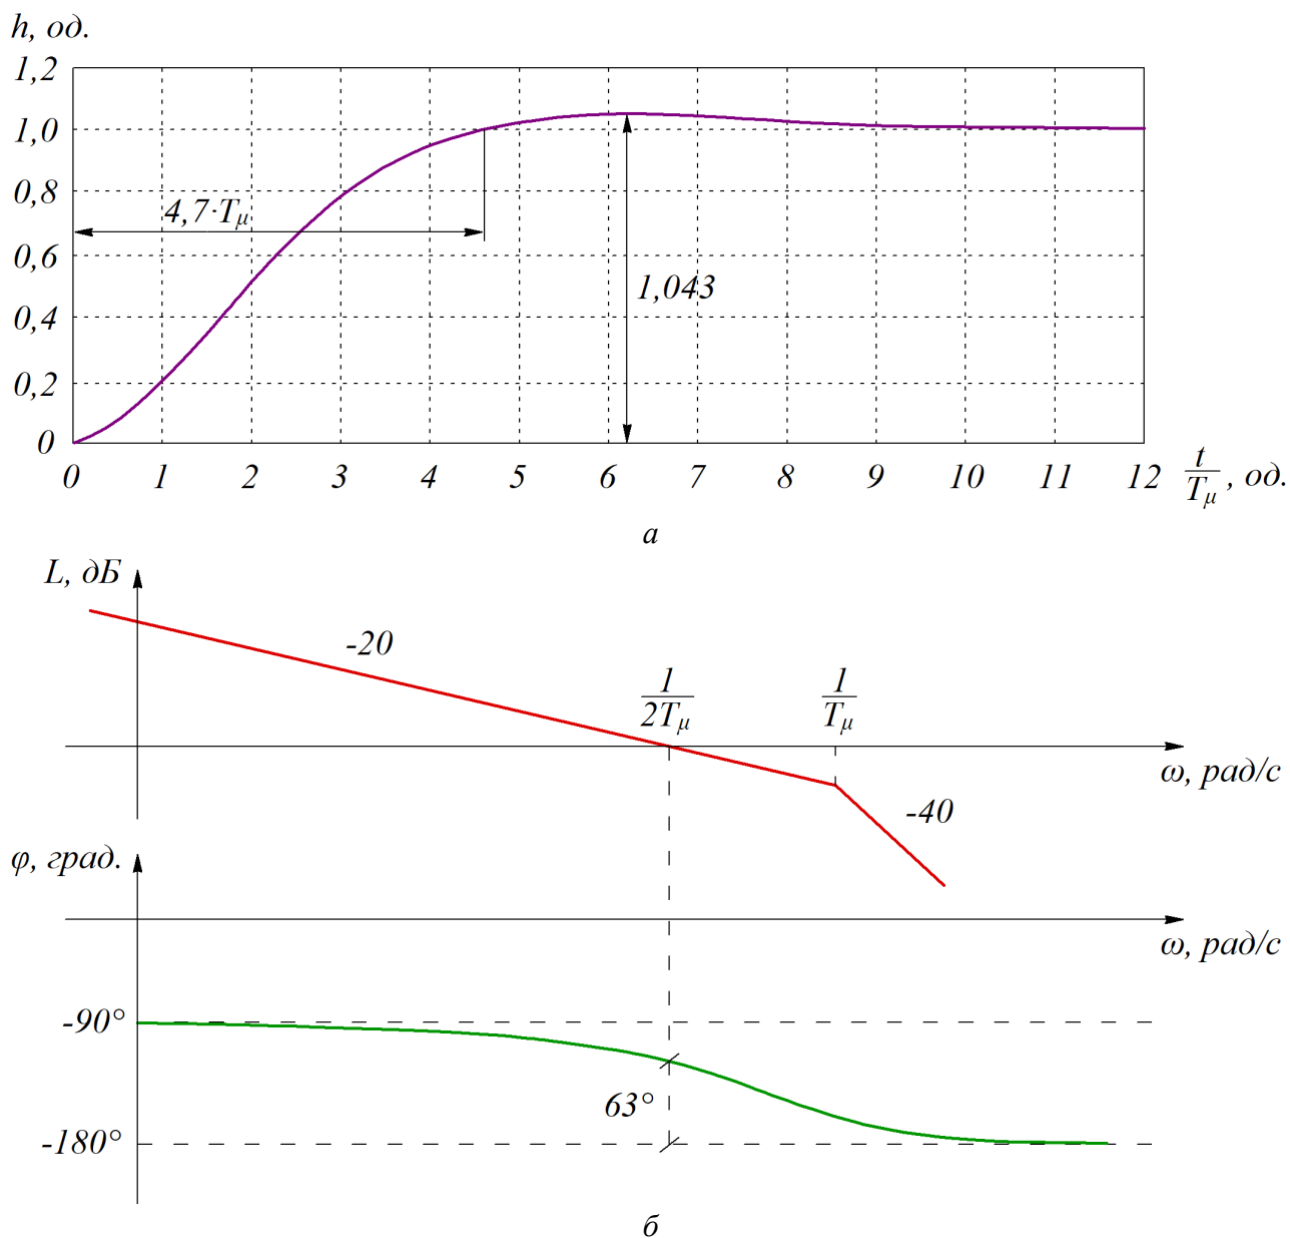 h, од.
1,2
1,0
0,8
4,7·Tμ
0,6
1,043
0,4
0,2
0
0 1 2 3 4 5 6 7 8 9 10 11 12
t/Tμ, од.
а
L, дБ
-20
1/2Tμ
1/Tμ
ω, рад/с
-40
φ, град.
ω, рад/с
-90°
63°
-180°
б